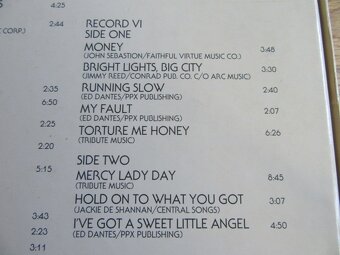 S
4:25
T CORP.)
2:35
6:50
2:25
2:20
5:15
3:43
2:23
3:11
RECORD VI
SIDE ONE
MONEY 3:48
(JOHN SEBASTIAN/FAITHFUL VIRTUE MUSIC CO.)
BRIGHT LIGHTS, BIG CITY 3:30
(JIMMY REED/CONRAD PUB. CO. C/O ARC MUSIC)
RUNNING SLOW 2:40
(ED DANTES/PPX PUBLISHING)
MY FAULT 2:07
(ED DANTES/PPX PUBLISHING)
TORTURE ME HONEY 6:26
(TRIBUTE MUSIC)
SIDE TWO
MERCY LADY DAY 8:45
(TRIBUTE MUSIC)
HOLD ON TO WHAT YOU GOT 3:07
(JACKIE DE SHANNAN/CENTRAL SONGS)
I'VE GOT A SWEET LITTLE ANGEL 4:50
(ED DANTES/PPX PUBLISHING)